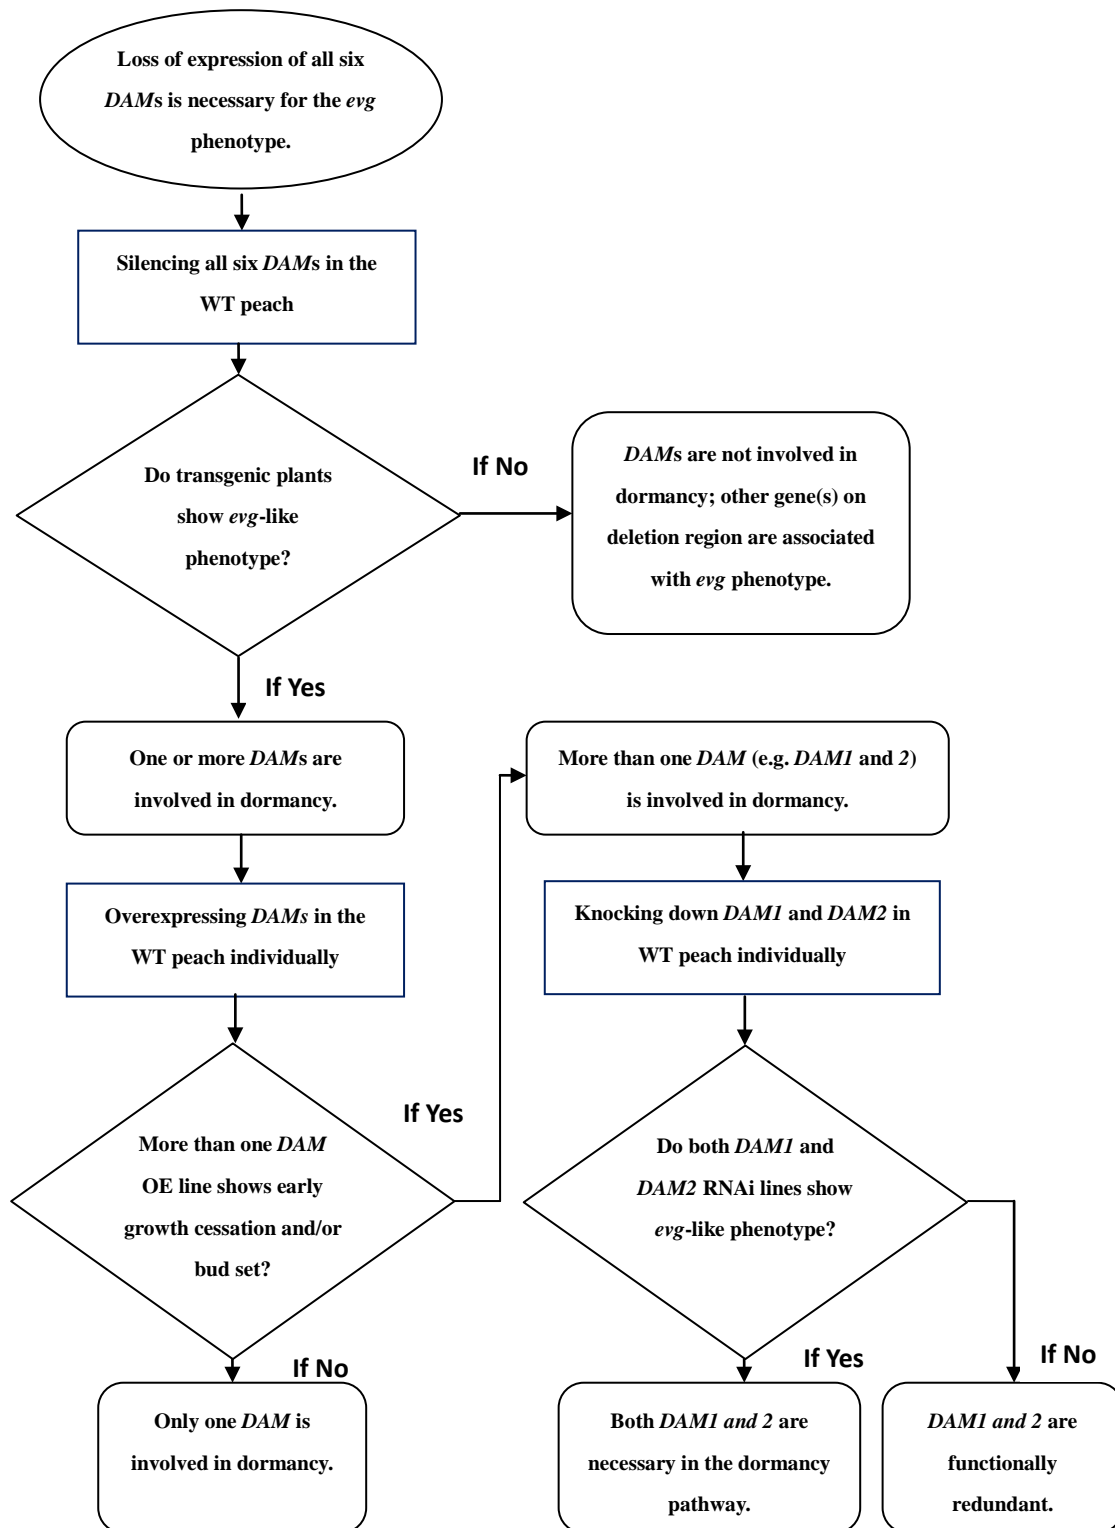 Loss of expression of all six
DAMs is necessary for the evg
phenotype.
Silencing all six DAMs in the
WT peach
Do transgenic plants
show evg-like
phenotype?
If No
DAMs are not involved in
dormancy; other gene(s) on
deletion region are associated
with evg phenotype.
If Yes
One or more DAMs are
involved in dormancy.
Overexpressing DAMs in the
WT peach individually
More than one DAM
OE line shows early
growth cessation and/or
bud set?
If No
Only one DAM is
involved in dormancy.
If Yes
More than one DAM (e.g. DAM1 and 2)
is involved in dormancy.
Knocking down DAM1 and DAM2 in
WT peach individually
Do both DAM1 and
DAM2 RNAi lines show
evg-like phenotype?
If Yes
Both DAM1 and 2 are
necessary in the dormancy
pathway.
If No
DAM1 and 2 are
functionally
redundant.